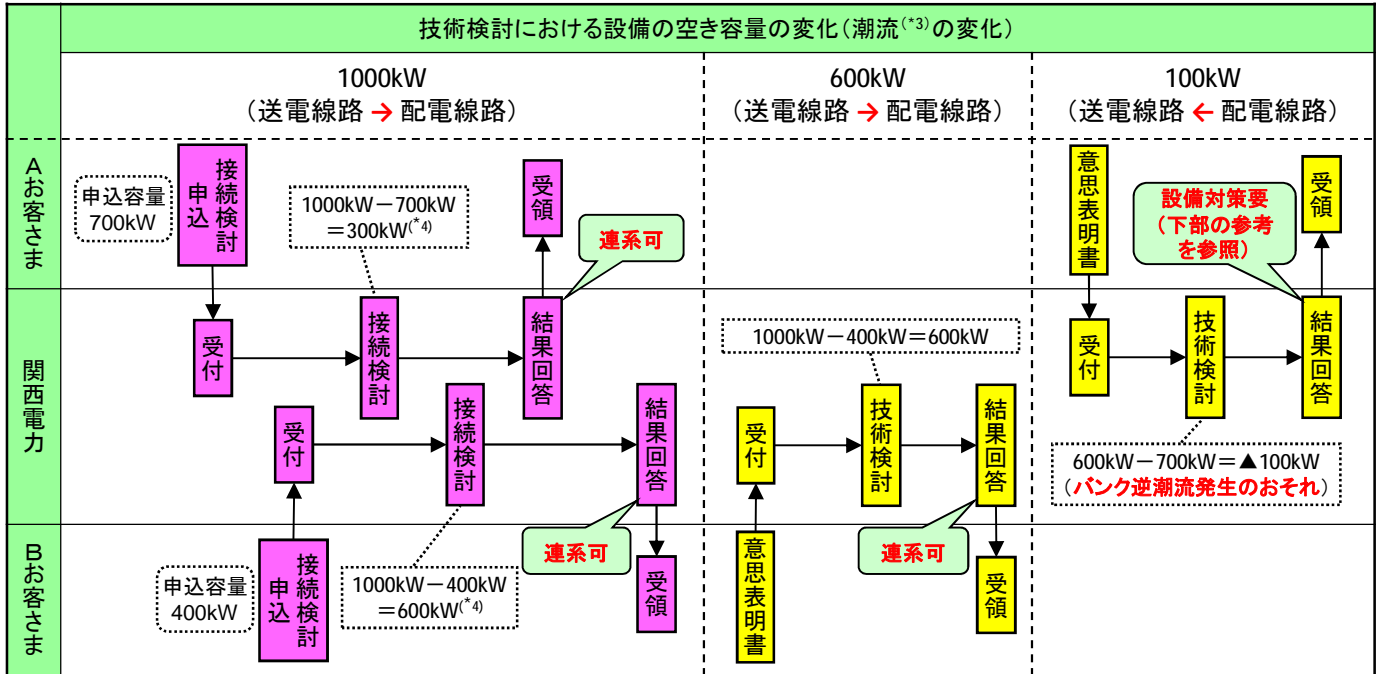 技術検討における設備の空き容量の変化(潮流(*3)の変化)
1000kW
(送電線路 → 配電線路)
600kW
(送電線路 → 配電線路)
100kW
(送電線路 ← 配電線路)
Aお客さま
申込容量
700kW
接続検討
申込
1000kW-700kW
=300kW(*4)
受領
連系可
意思表明書
設備対策要
(下部の参考
を参照)
受領
関西電力
受付
接続検討
結果回答
1000kW-400kW=600kW
受付
技術検討
結果回答
受付
接続検討
結果回答
受付
技術検討
結果回答
600kW-700kW=▲100kW
(バンク逆潮流発生のおそれ)
Bお客さま
申込容量
400kW
接続検討
申込
1000kW-400kW
=600kW(*4)
連系可
受領
意思表明書
連系可
受領